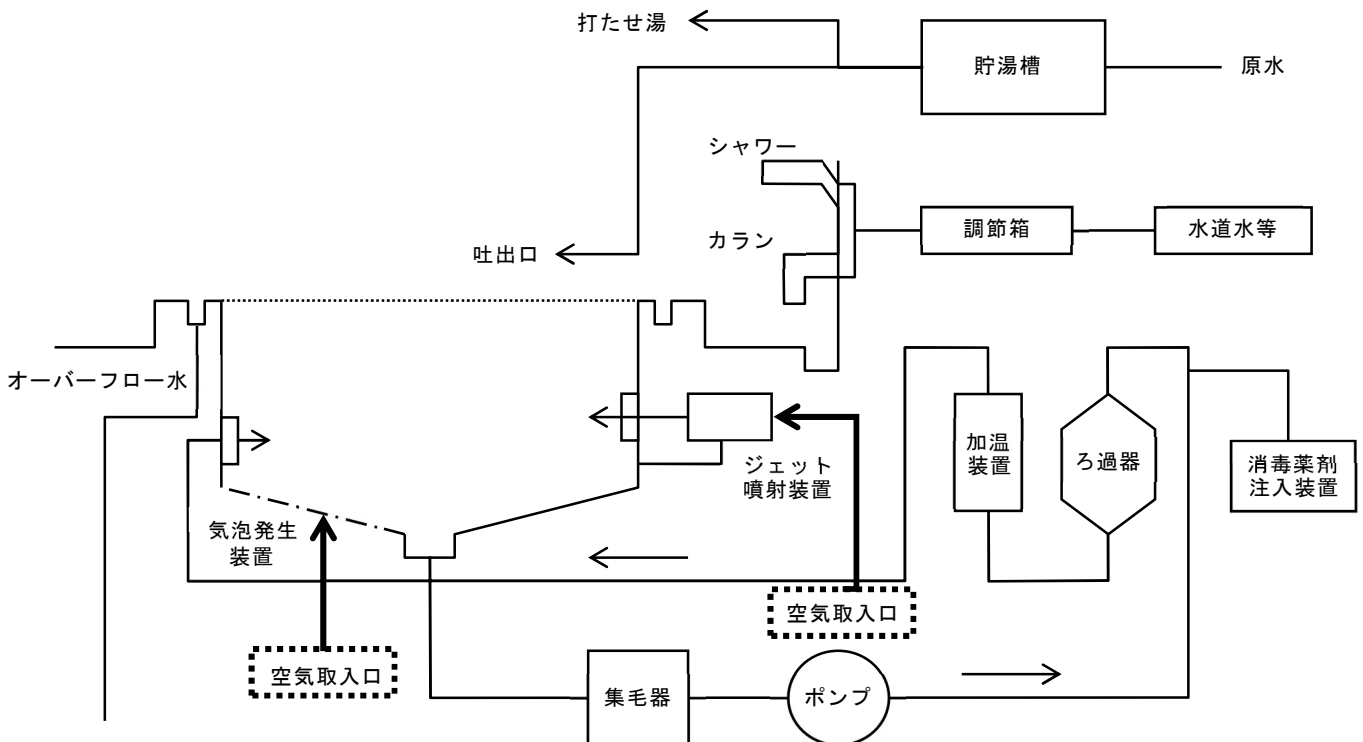 打たせ湯
貯湯槽
原水
シャワー
カラン
調節箱
水道水等
吐出口
オーバーフロー水
ジェット
噴射装置
加温
装置
ろ過器
消毒薬剤
注入装置
気泡発生
装置
空気取入口
空気取入口
集毛器
ポンプ